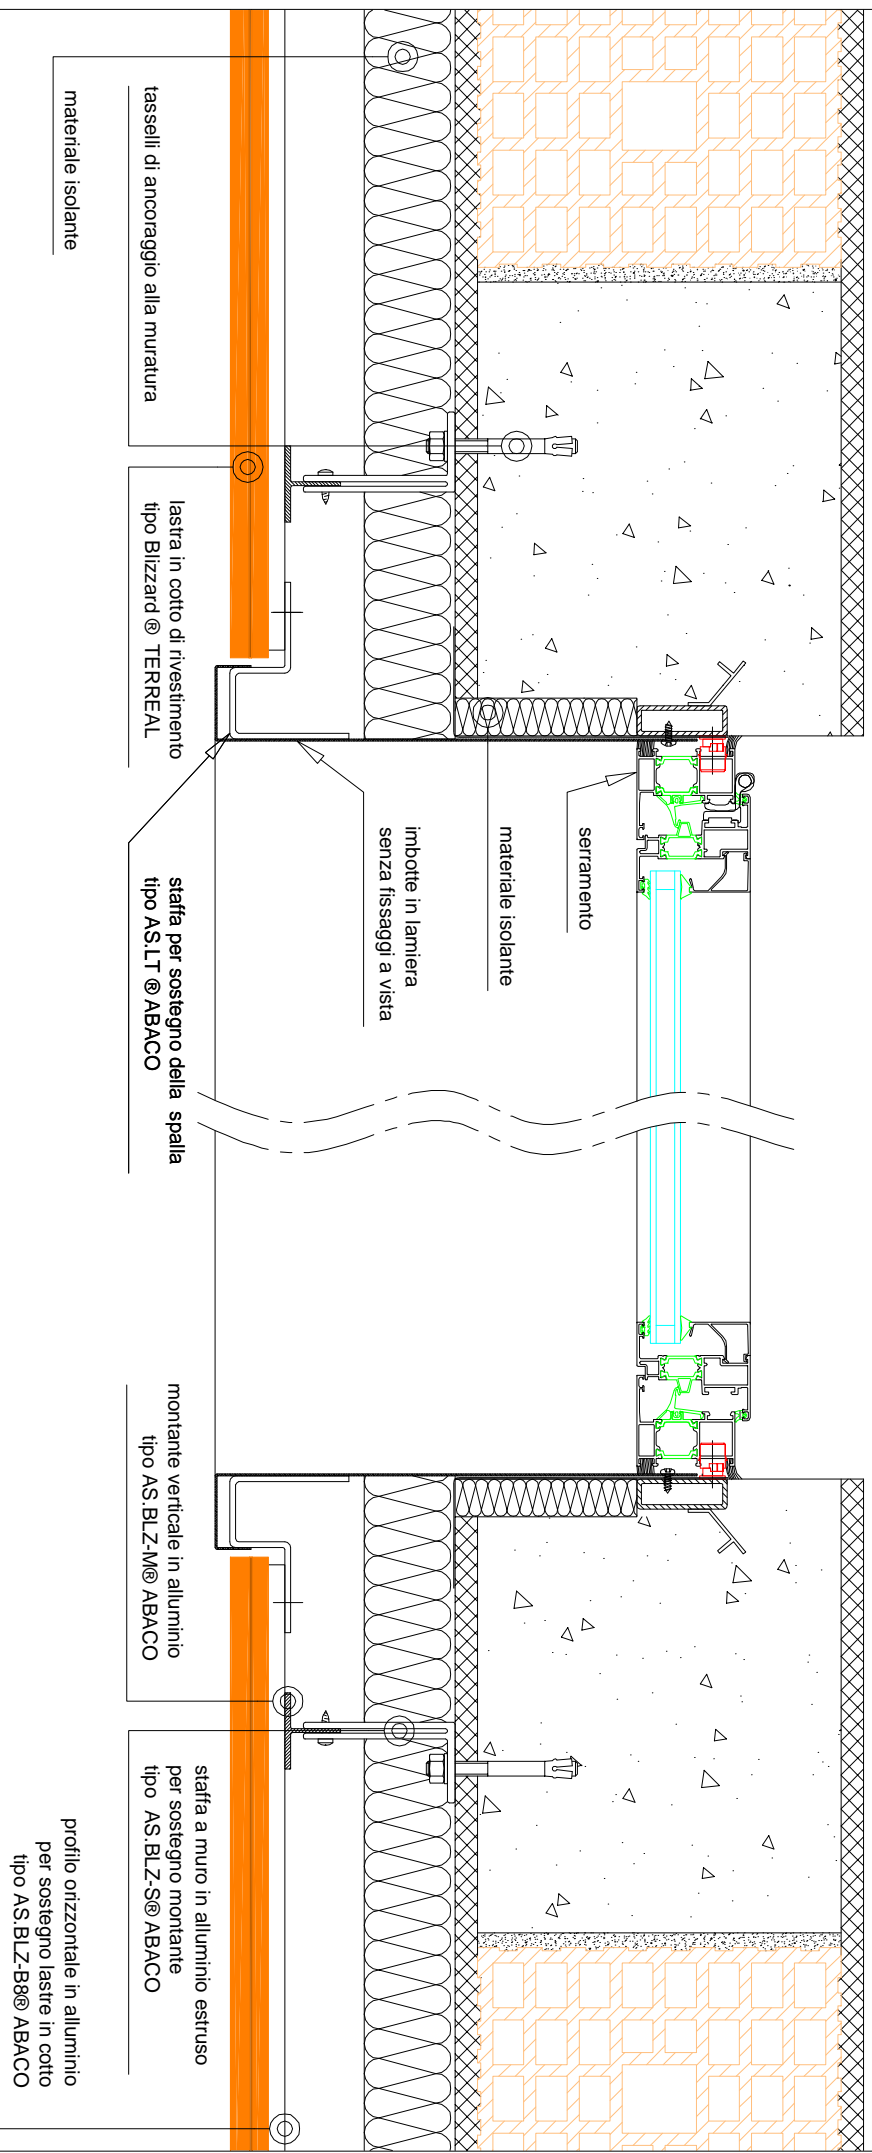 materiale isolante
tasselli di ancoraggio alla muratura
lastra in cotto di rivestimento
tipo Blizzard ® TERREAL
staffa per sostegno della spalla
tipo AS.LT ® ABACO
imbotte in lamiera
senza fissaggi a vista
materiale isolante
serramento
montante verticale in alluminio
tipo AS.BLZ-M® ABACO
staffa a muro in alluminio estruso
per sostegno montante
tipo AS.BLZ-S® ABACO
profilo orizzontale in alluminio
per sostegno lastre in cotto
tipo AS.BLZ-B8® ABACO